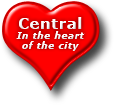 Central
In the heart
of the city